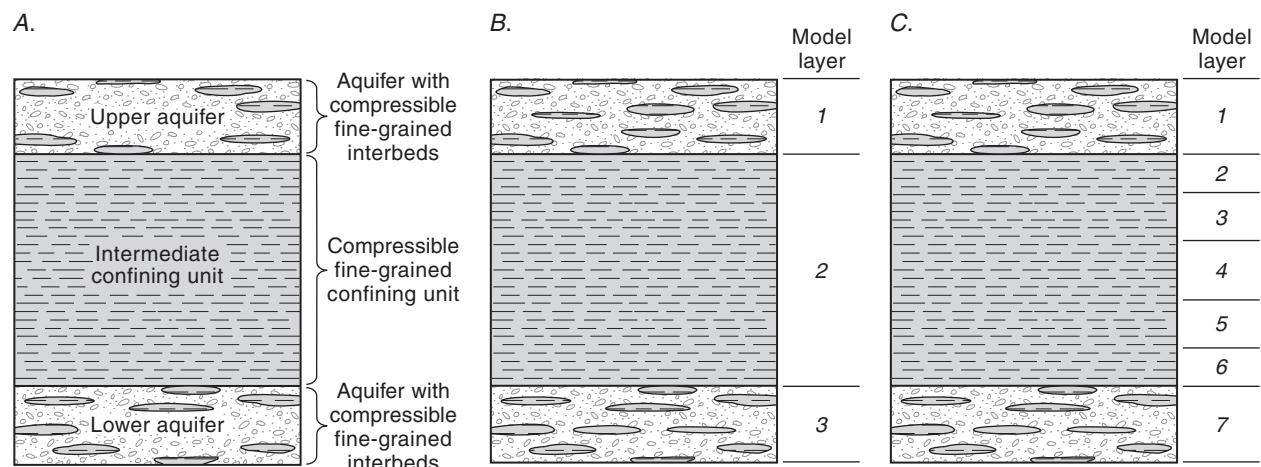 A.
Upper aquifer
Intermediate
confining unit
Lower aquifer
Aquifer with
compressible
fine-grained
interbeds
Compressible
fine-grained
confining unit
Aquifer with
compressible
fine-grained
interbeds
B.
Model
layer
1
2
3
C.
Model
layer
1
2
3
4
5
6
7